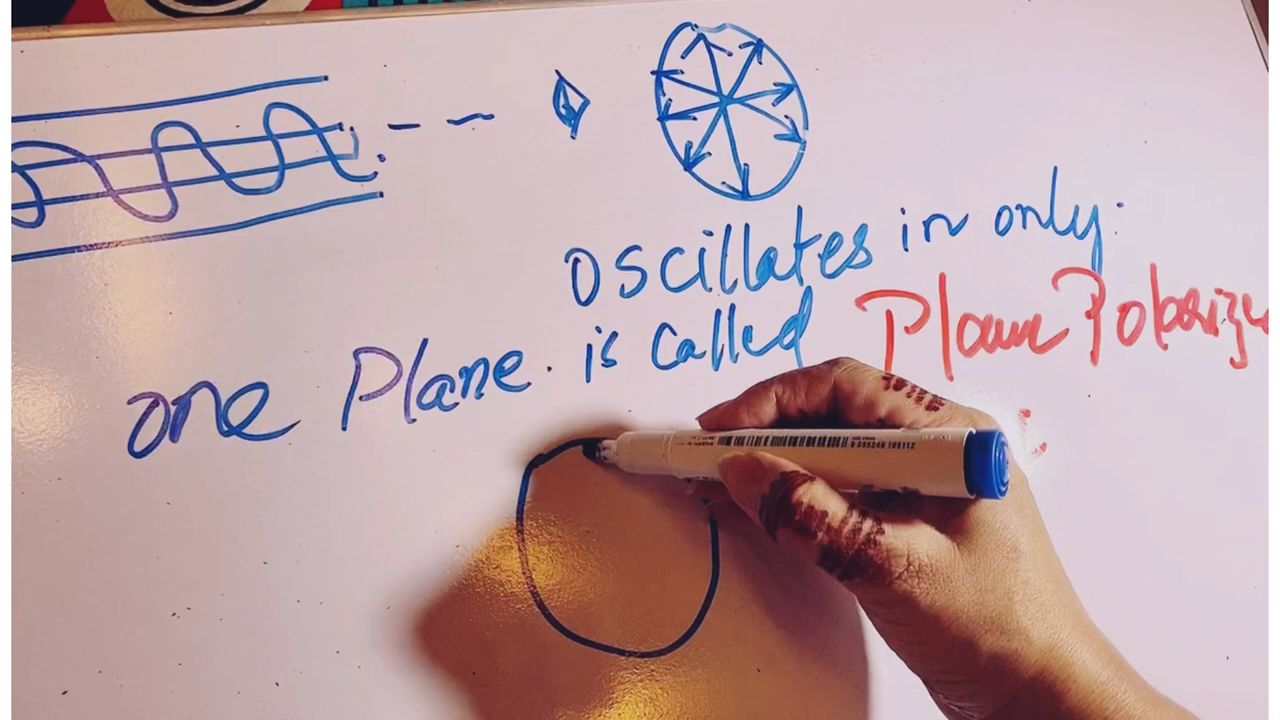 Oscillates in only.
one Plane. is called Plane Polarize